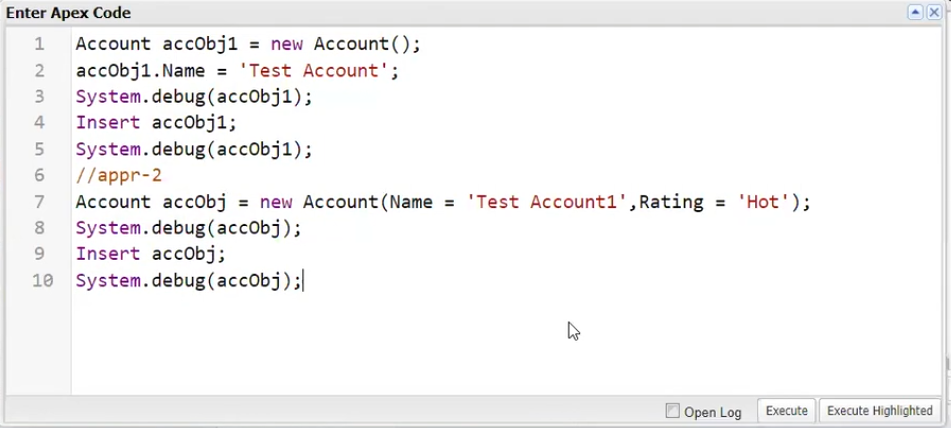 Enter Apex Code
1 Account accObj1 = new Account();
2 accObj1.Name = 'Test Account';
3 System.debug(accObj1);
4 Insert accObj1;
5 System.debug(accObj1);
6 //appr-2
7 Account accObj = new Account(Name = 'Test Account1',Rating = 'Hot');
8 System.debug(accObj);
9 Insert accObj;
10 System.debug(accObj);
Open Log Execute Execute Highlighted